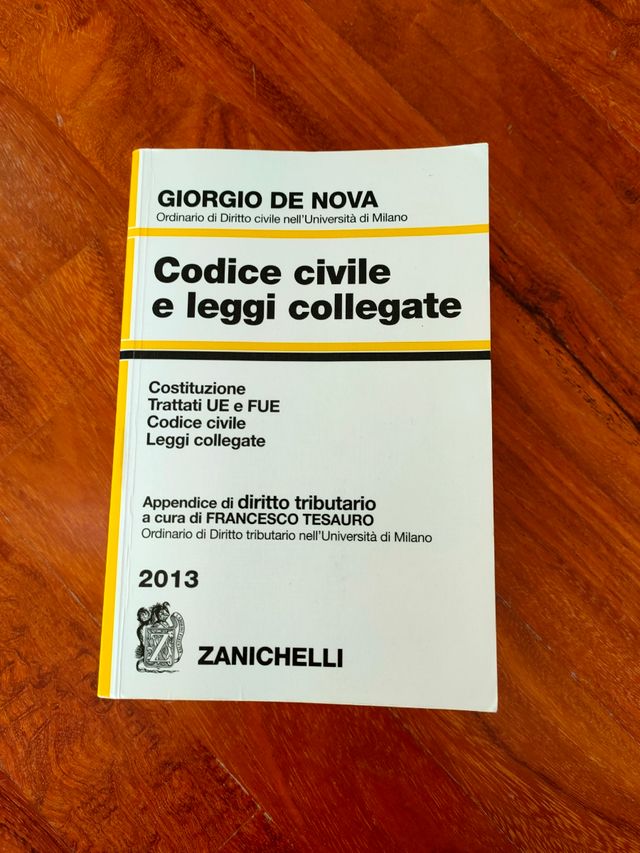 GIORGIO DE NOVA
Ordinario di Diritto civile nell'Università di Milano
Codice civile
e leggi collegate
Costituzione
Trattati UE e FUE
Codice civile
Leggi collegate
Appendice di diritto tributario
a cura di FRANCESCO TESAURO
Ordinario di Diritto tributario nell'Università di Milano
2013
Z
ZANICHELLI